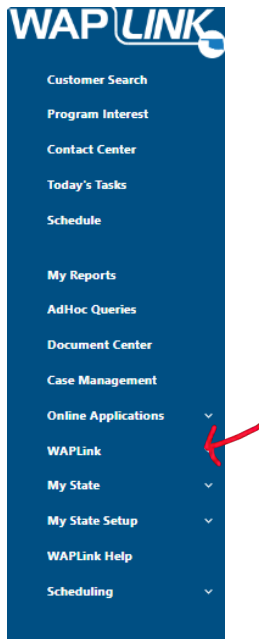 WAPLINK
Customer Search
Program Interest
Contact Center
Today's Tasks
Schedule
My Reports
AdHoc Queries
Document Center
Case Management
Online Applications
WAPLink
My State
My State Setup
WAPLink Help
Scheduling